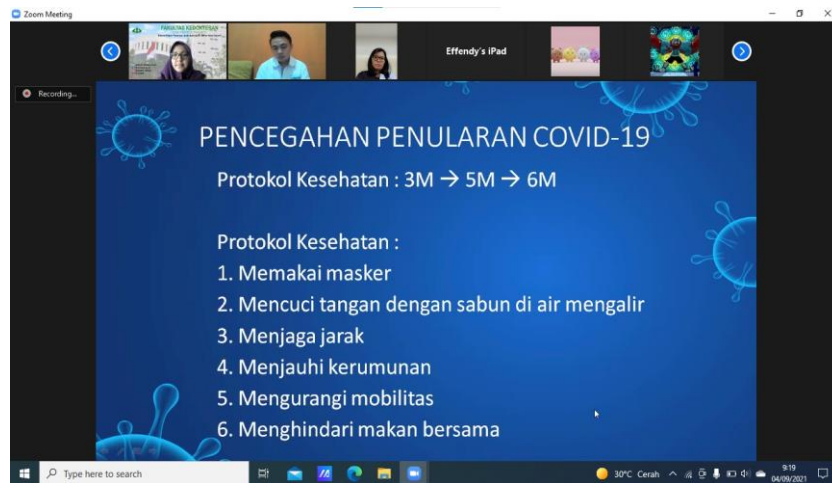 Zoom Meeting
FAKULTAS KEDOKTERAN
Effendy's iPad
Recording...
PENCEGAHAN PENULARAN COVID-19
Protokol Kesehatan : 3M → 5M → 6M
Protokol Kesehatan :
1. Memakai masker
2. Mencuci tangan dengan sabun di air mengalir
3. Menjaga jarak
4. Menjauhi kerumunan
5. Mengurangi mobilitas
6. Menghindari makan bersama
Type here to search
30°C Cerah
9:19
04/09/2021